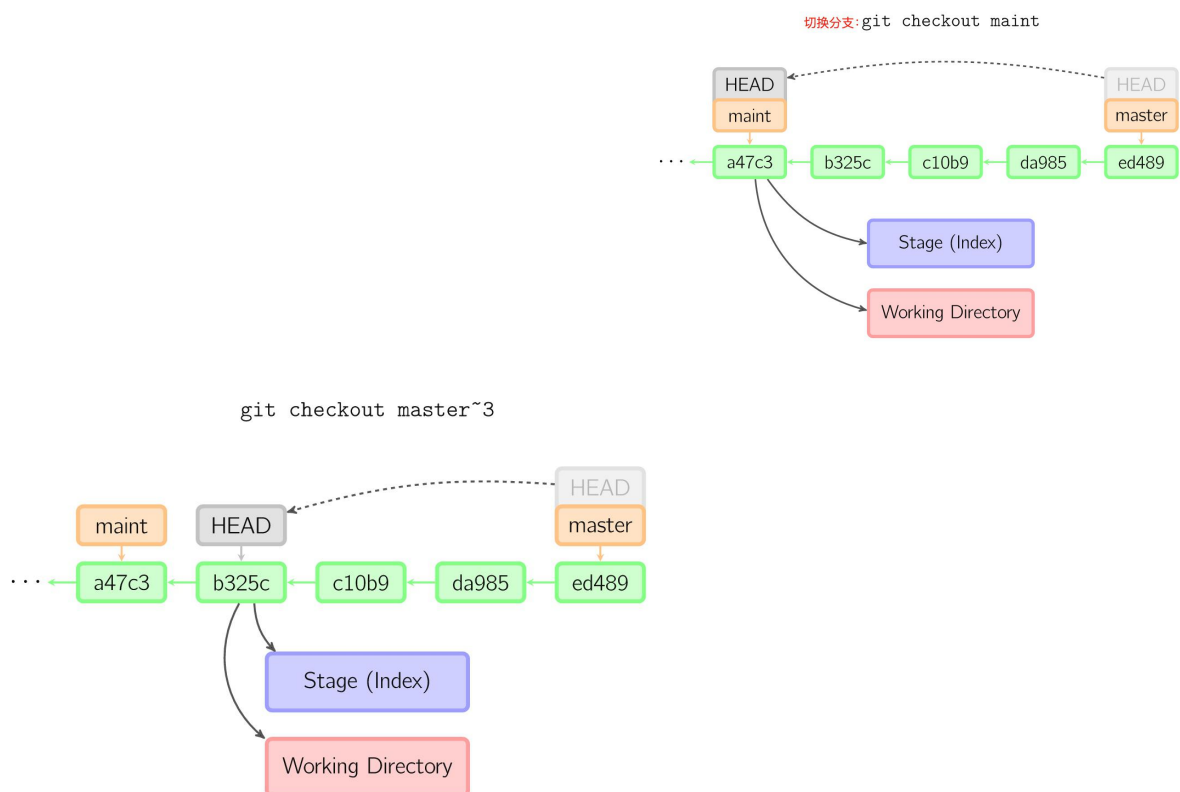 切换分支:git checkout maint
HEAD HEAD
maint master
... a47c3 b325c c10b9 da985 ed489
Stage (Index)
Working Directory
git checkout master~3
HEAD
maint HEAD master
... a47c3 b325c c10b9 da985 ed489
Stage (Index)
Working Directory